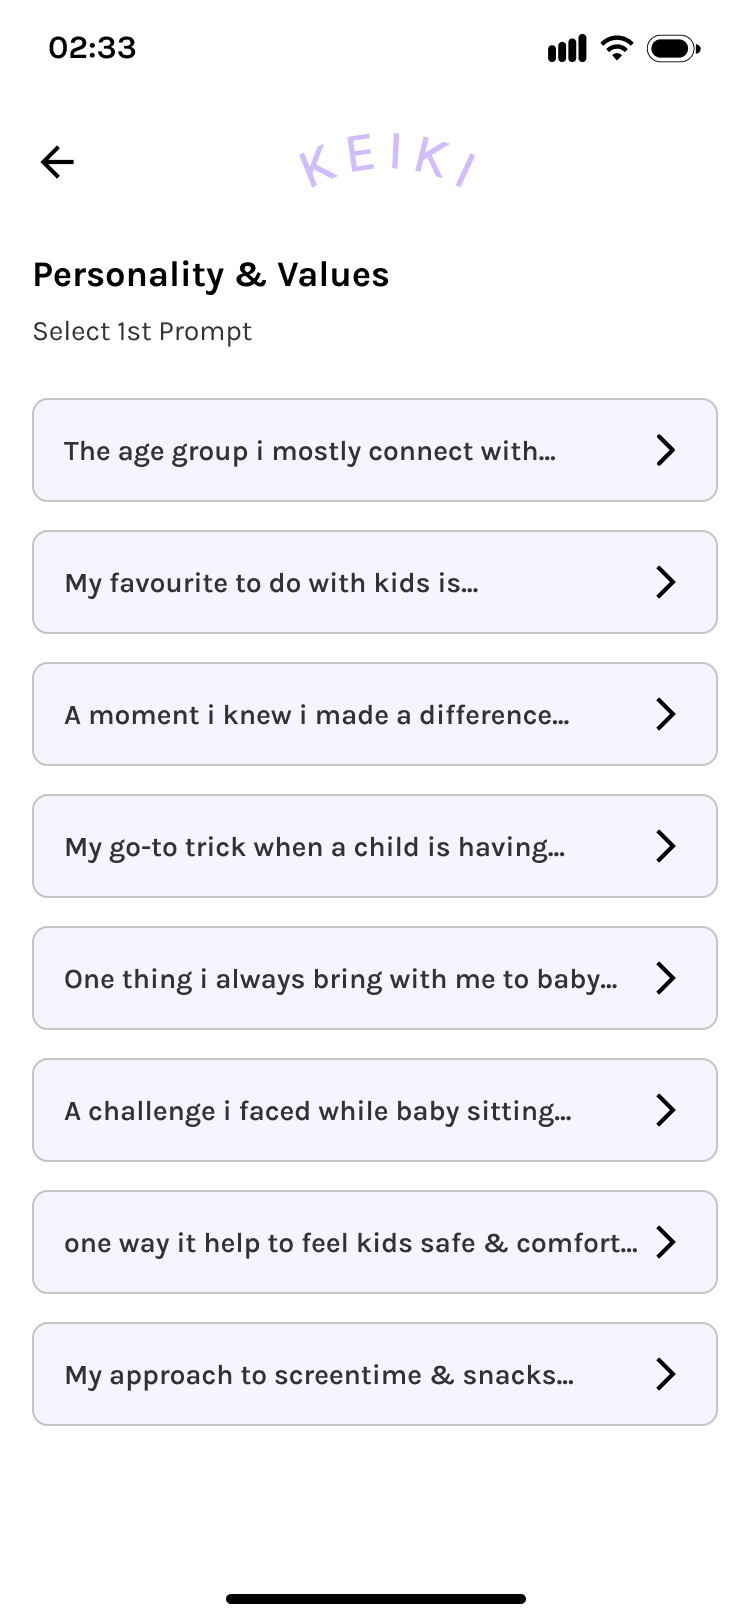 02:33
KEIKI
Personality & Values
Select 1st Prompt
The age group i mostly connect with...
My favourite to do with kids is...
A moment i knew i made a difference...
My go-to trick when a child is having...
One thing i always bring with me to baby...
A challenge i faced while baby sitting...
one way it help to feel kids safe & comfort...
My approach to screentime & snacks...